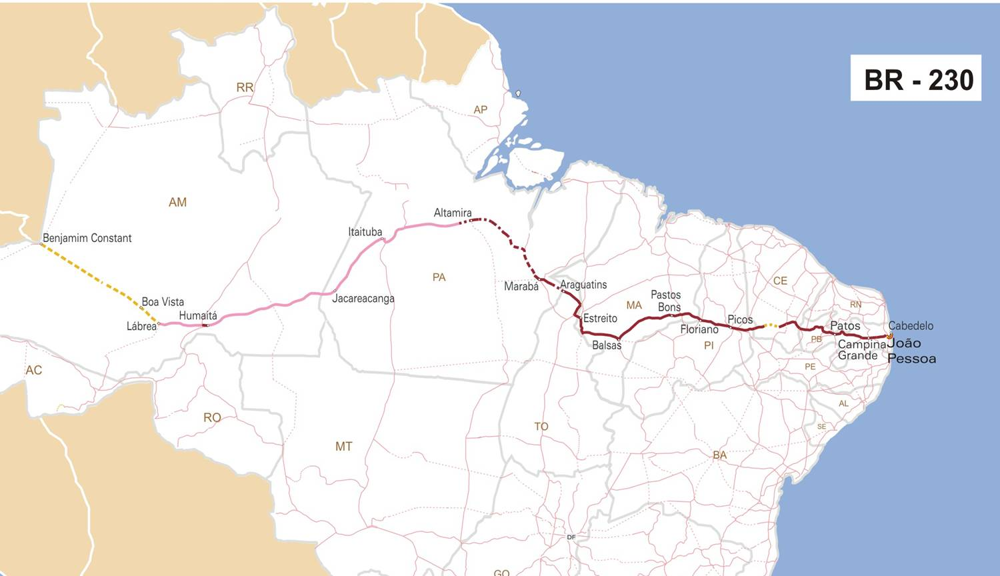 BR - 230
RR
AP
AM
Altamira
Itaituba
Benjamim Constant
PA
CE
Marabá
Araguatins
Jacareacanga
Pastos
Bons
MA
RN
Boa Vista
Humaitá
Lábrea
Estreito
Picos
Floriano
Patos
Cabedelo
Balsas
PI
PB
Campina
Grande
João
Pessoa
AC
PE
AL
RO
TO
SE
MT
BA
DF
GO